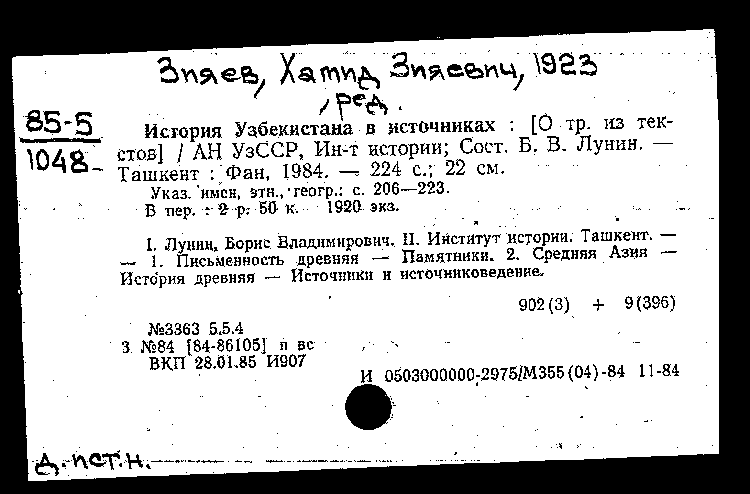 Зияев, Хамид Зияевич, 1923
, ред.
85-5
1048-
История Узбекистана в источниках : [О тр. из тек-
стов] / АН УзССР, Ин-т истории; Сост. Б. В. Лунин. —
Ташкент : Фан, 1984. — 224 с.; 22 см.
Указ. имен, этн., геогр.: с. 206—223.
В пер. : 2 р. 50 к. 1920 экз.
I. Лунин, Борис Владимирович. II. Институт истории. Ташкент. —
— 1. Письменность древняя — Памятники. 2. Средняя Азия —
История древняя — Источники и источниковедение.
902(3) + 9(396)
№3363 5.5.4
3 №84 [84-86105] п вс
ВКП 28.01.85 И907
И 0503000000-2975/М355(04)-84 11-84
д. ист.н.